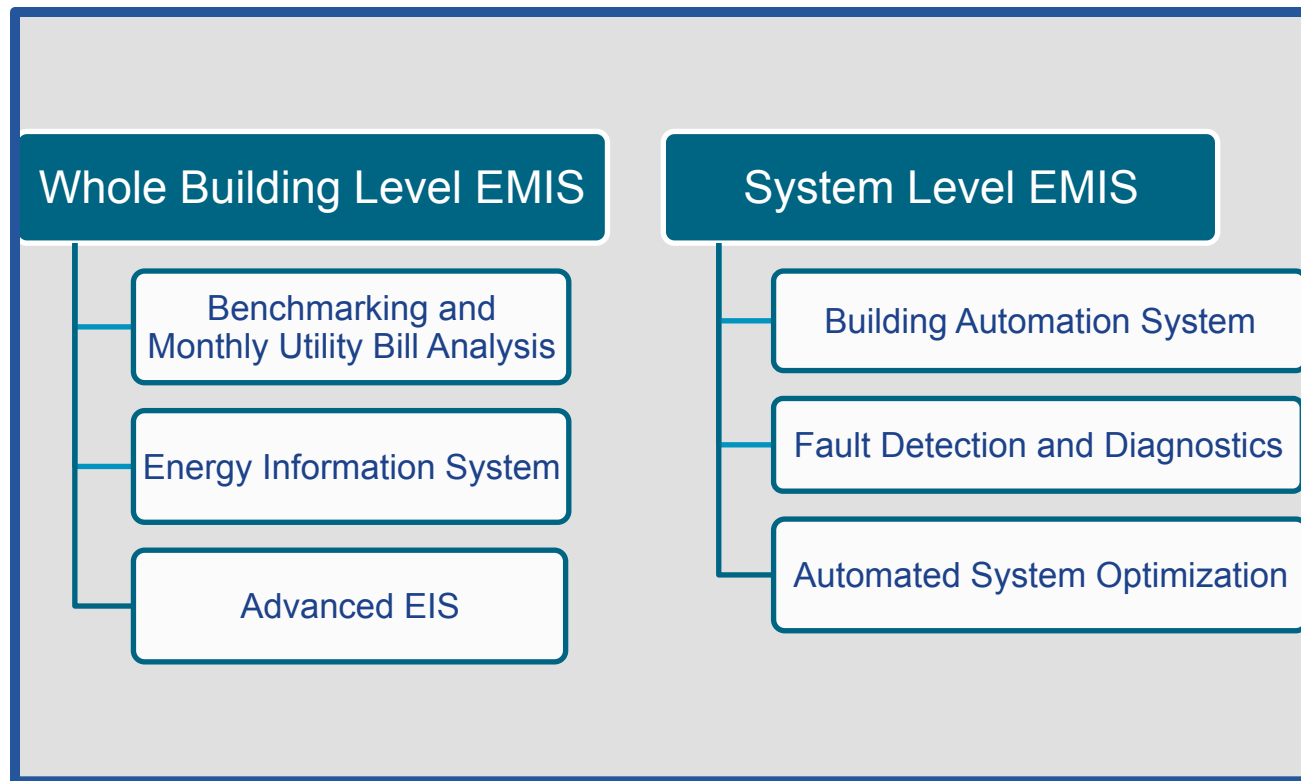 Whole Building Level EMIS
Benchmarking and
Monthly Utility Bill Analysis
Energy Information System
Advanced EIS
System Level EMIS
Building Automation System
Fault Detection and Diagnostics
Automated System Optimization